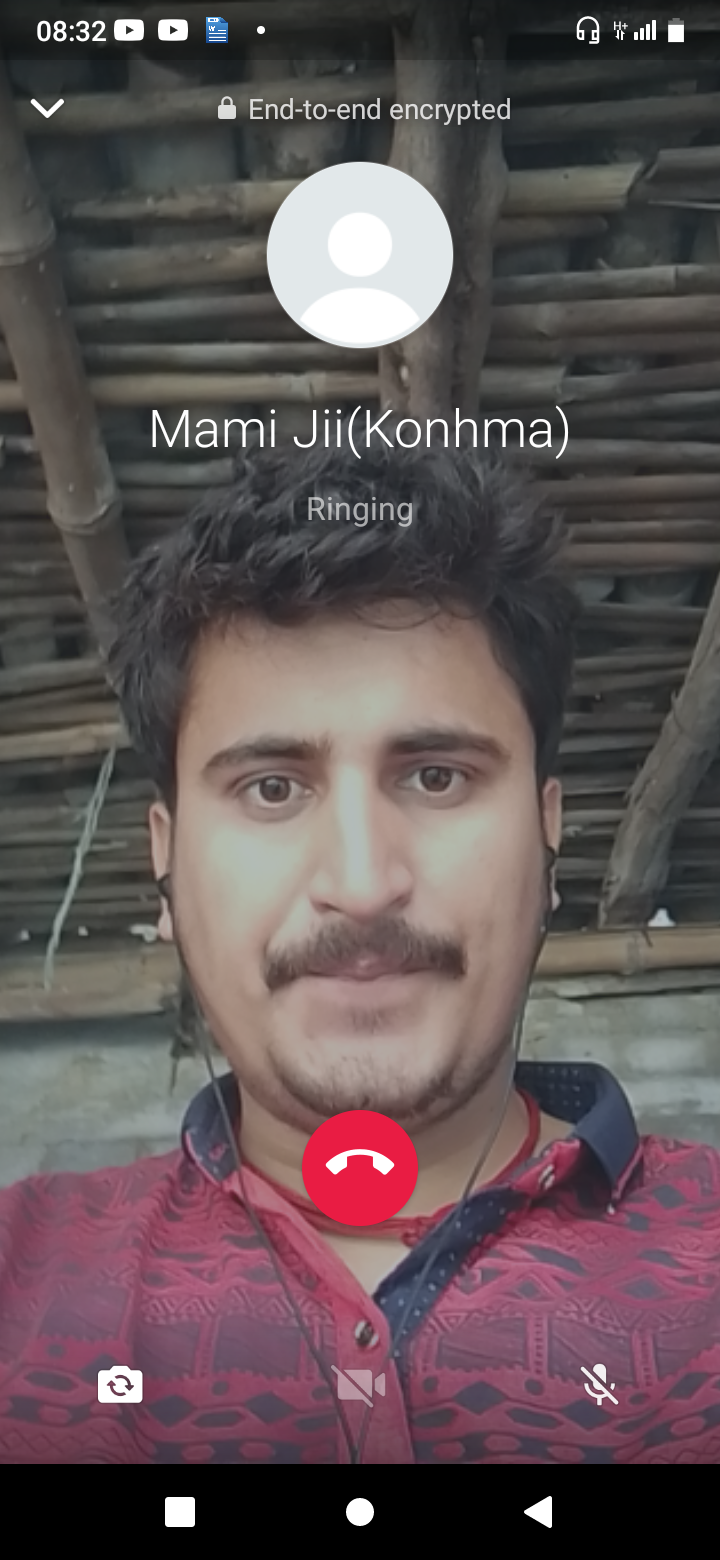 08:32
H+
End-to-end encrypted
Mami Jii(Konhma)
Ringing